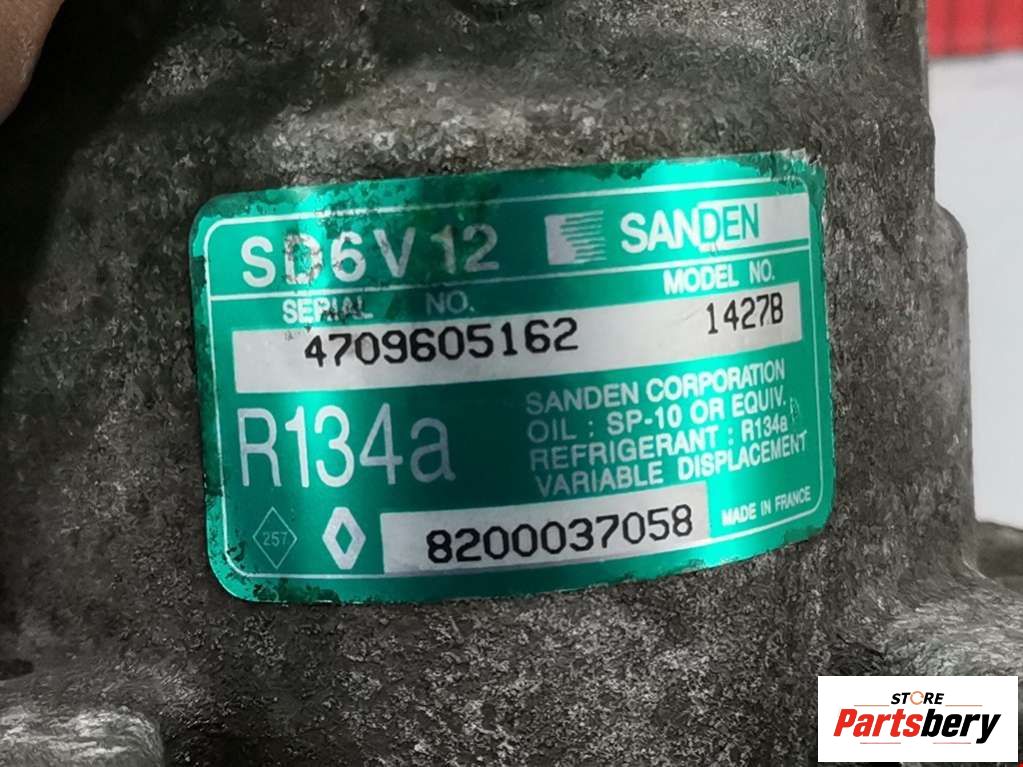 SD6V12 SANDEN
SERIAL NO. MODEL NO.
4709605162 1427B
R134a
SANDEN CORPORATION
OIL : SP-10 OR EQUIV.
REFRIGERANT : R134a
VARIABLE DISPLACEMENT
257
8200037058
MADE IN FRANCE
STORE
Partsbery